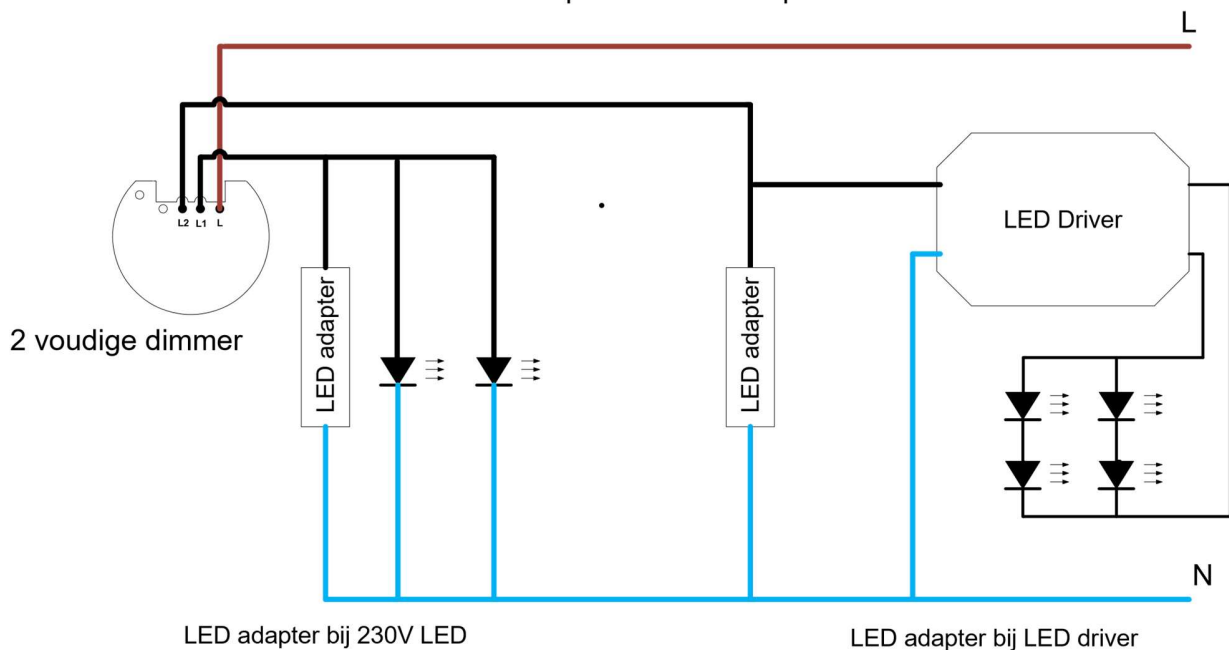 L
L2 L1 L
LED Driver
LED adapter
LED adapter
2 voudige dimmer
N
LED adapter bij 230V LED
LED adapter bij LED driver